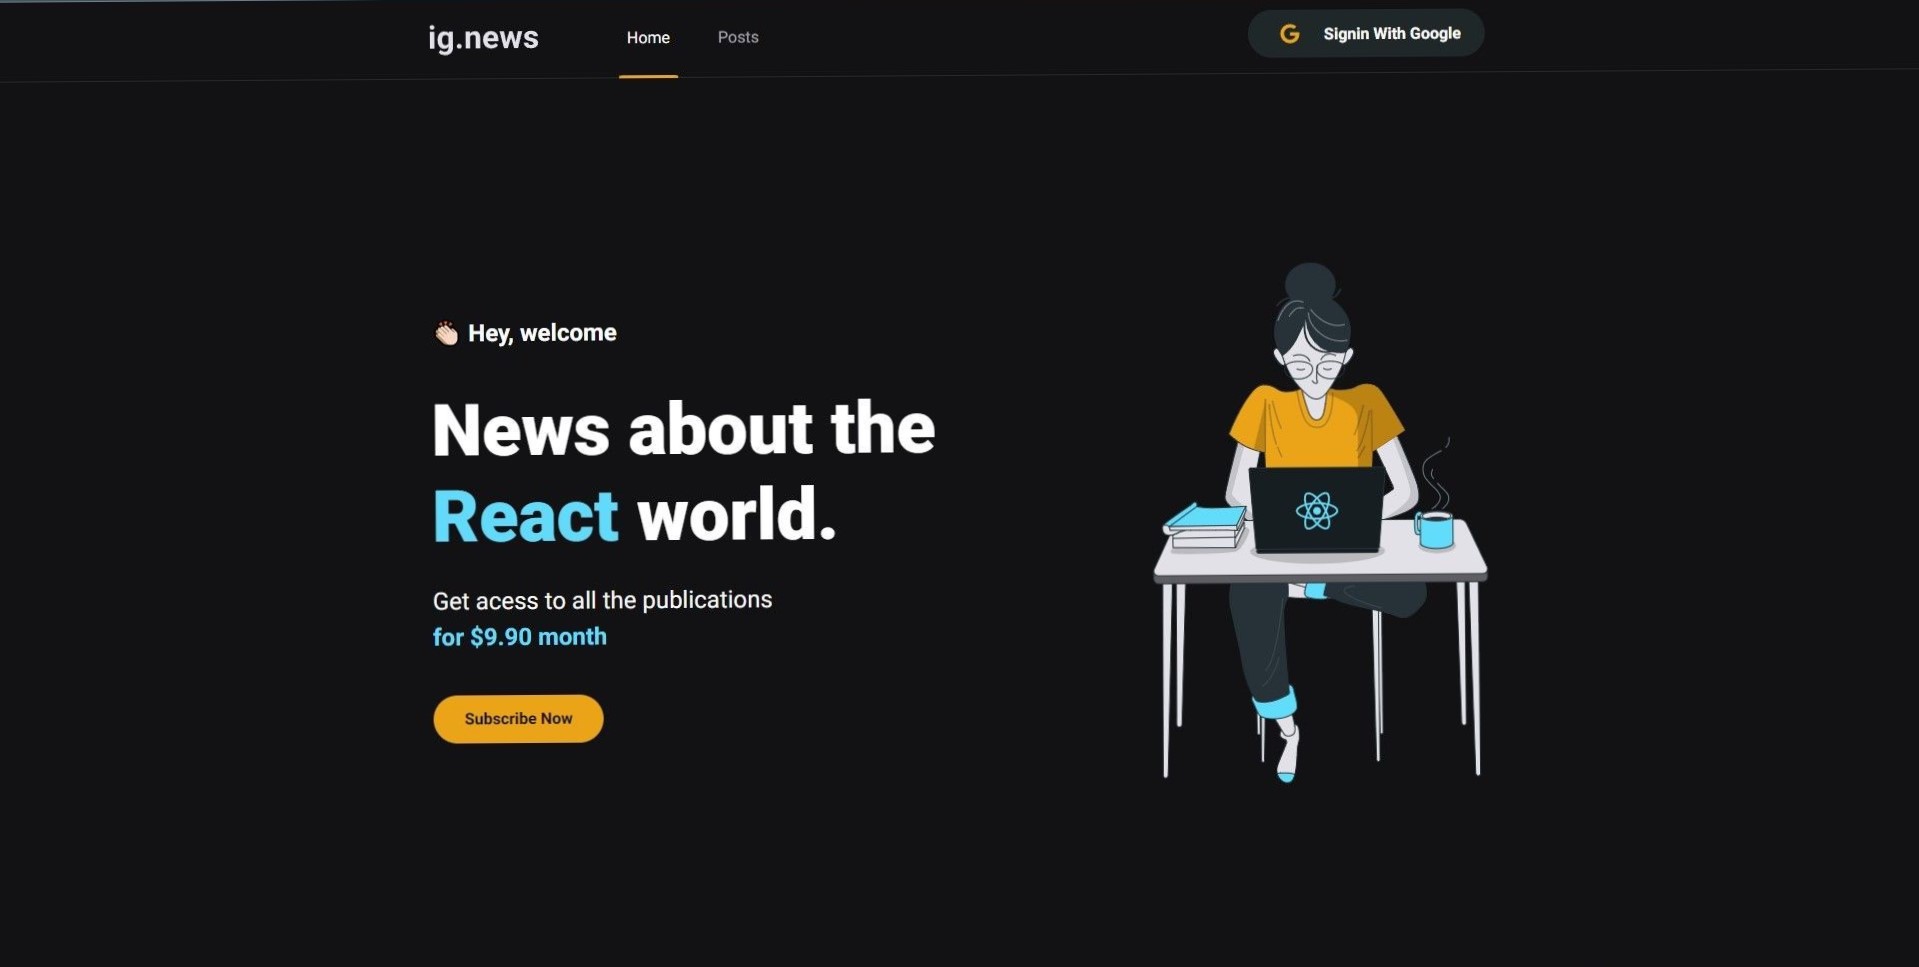 ig.news
Home
Posts
Signin With Google
Hey, welcome
News about the
React world.
Get acess to all the publications
for $9.90 month
Subscribe Now